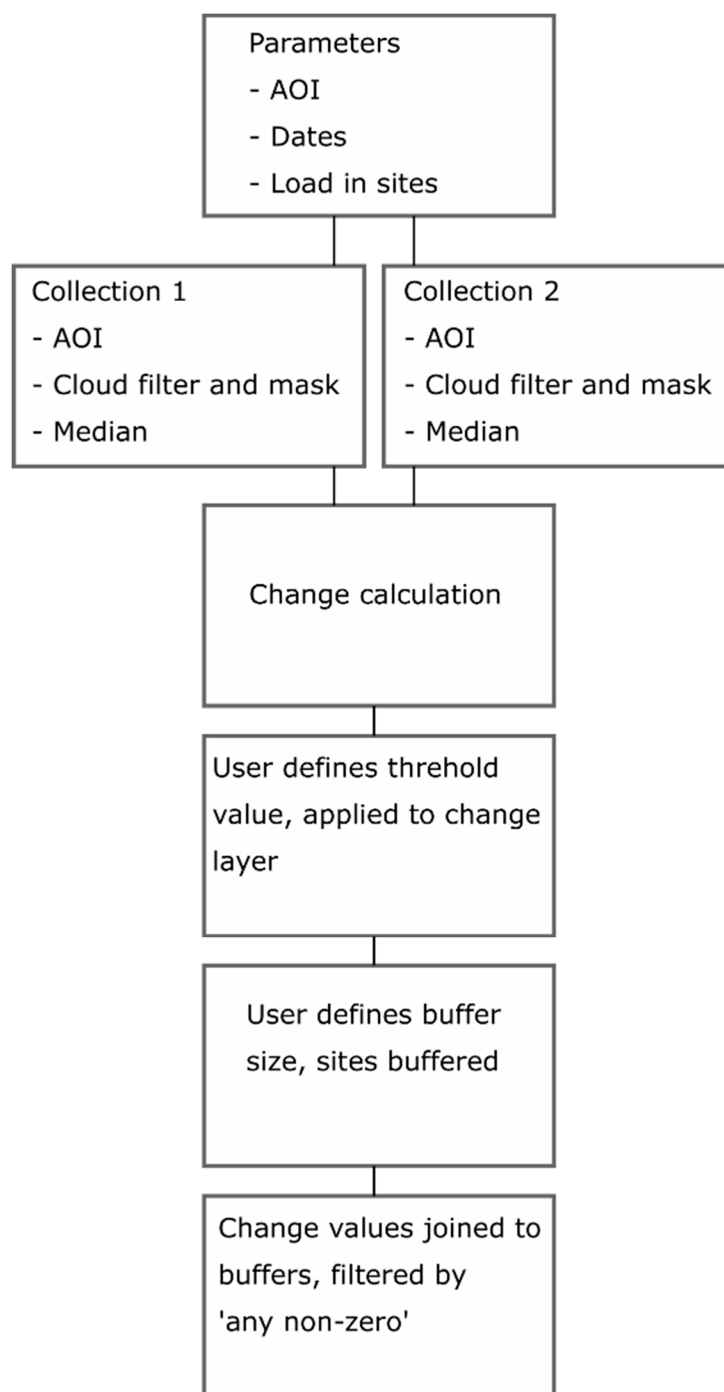 Parameters
- AOI
- Dates
- Load in sites
Collection 1
- AOI
- Cloud filter and mask
- Median
Collection 2
- AOI
- Cloud filter and mask
- Median
Change calculation
User defines threhold
value, applied to change
layer
User defines buffer
size, sites buffered
Change values joined to
buffers, filtered by
'any non-zero'